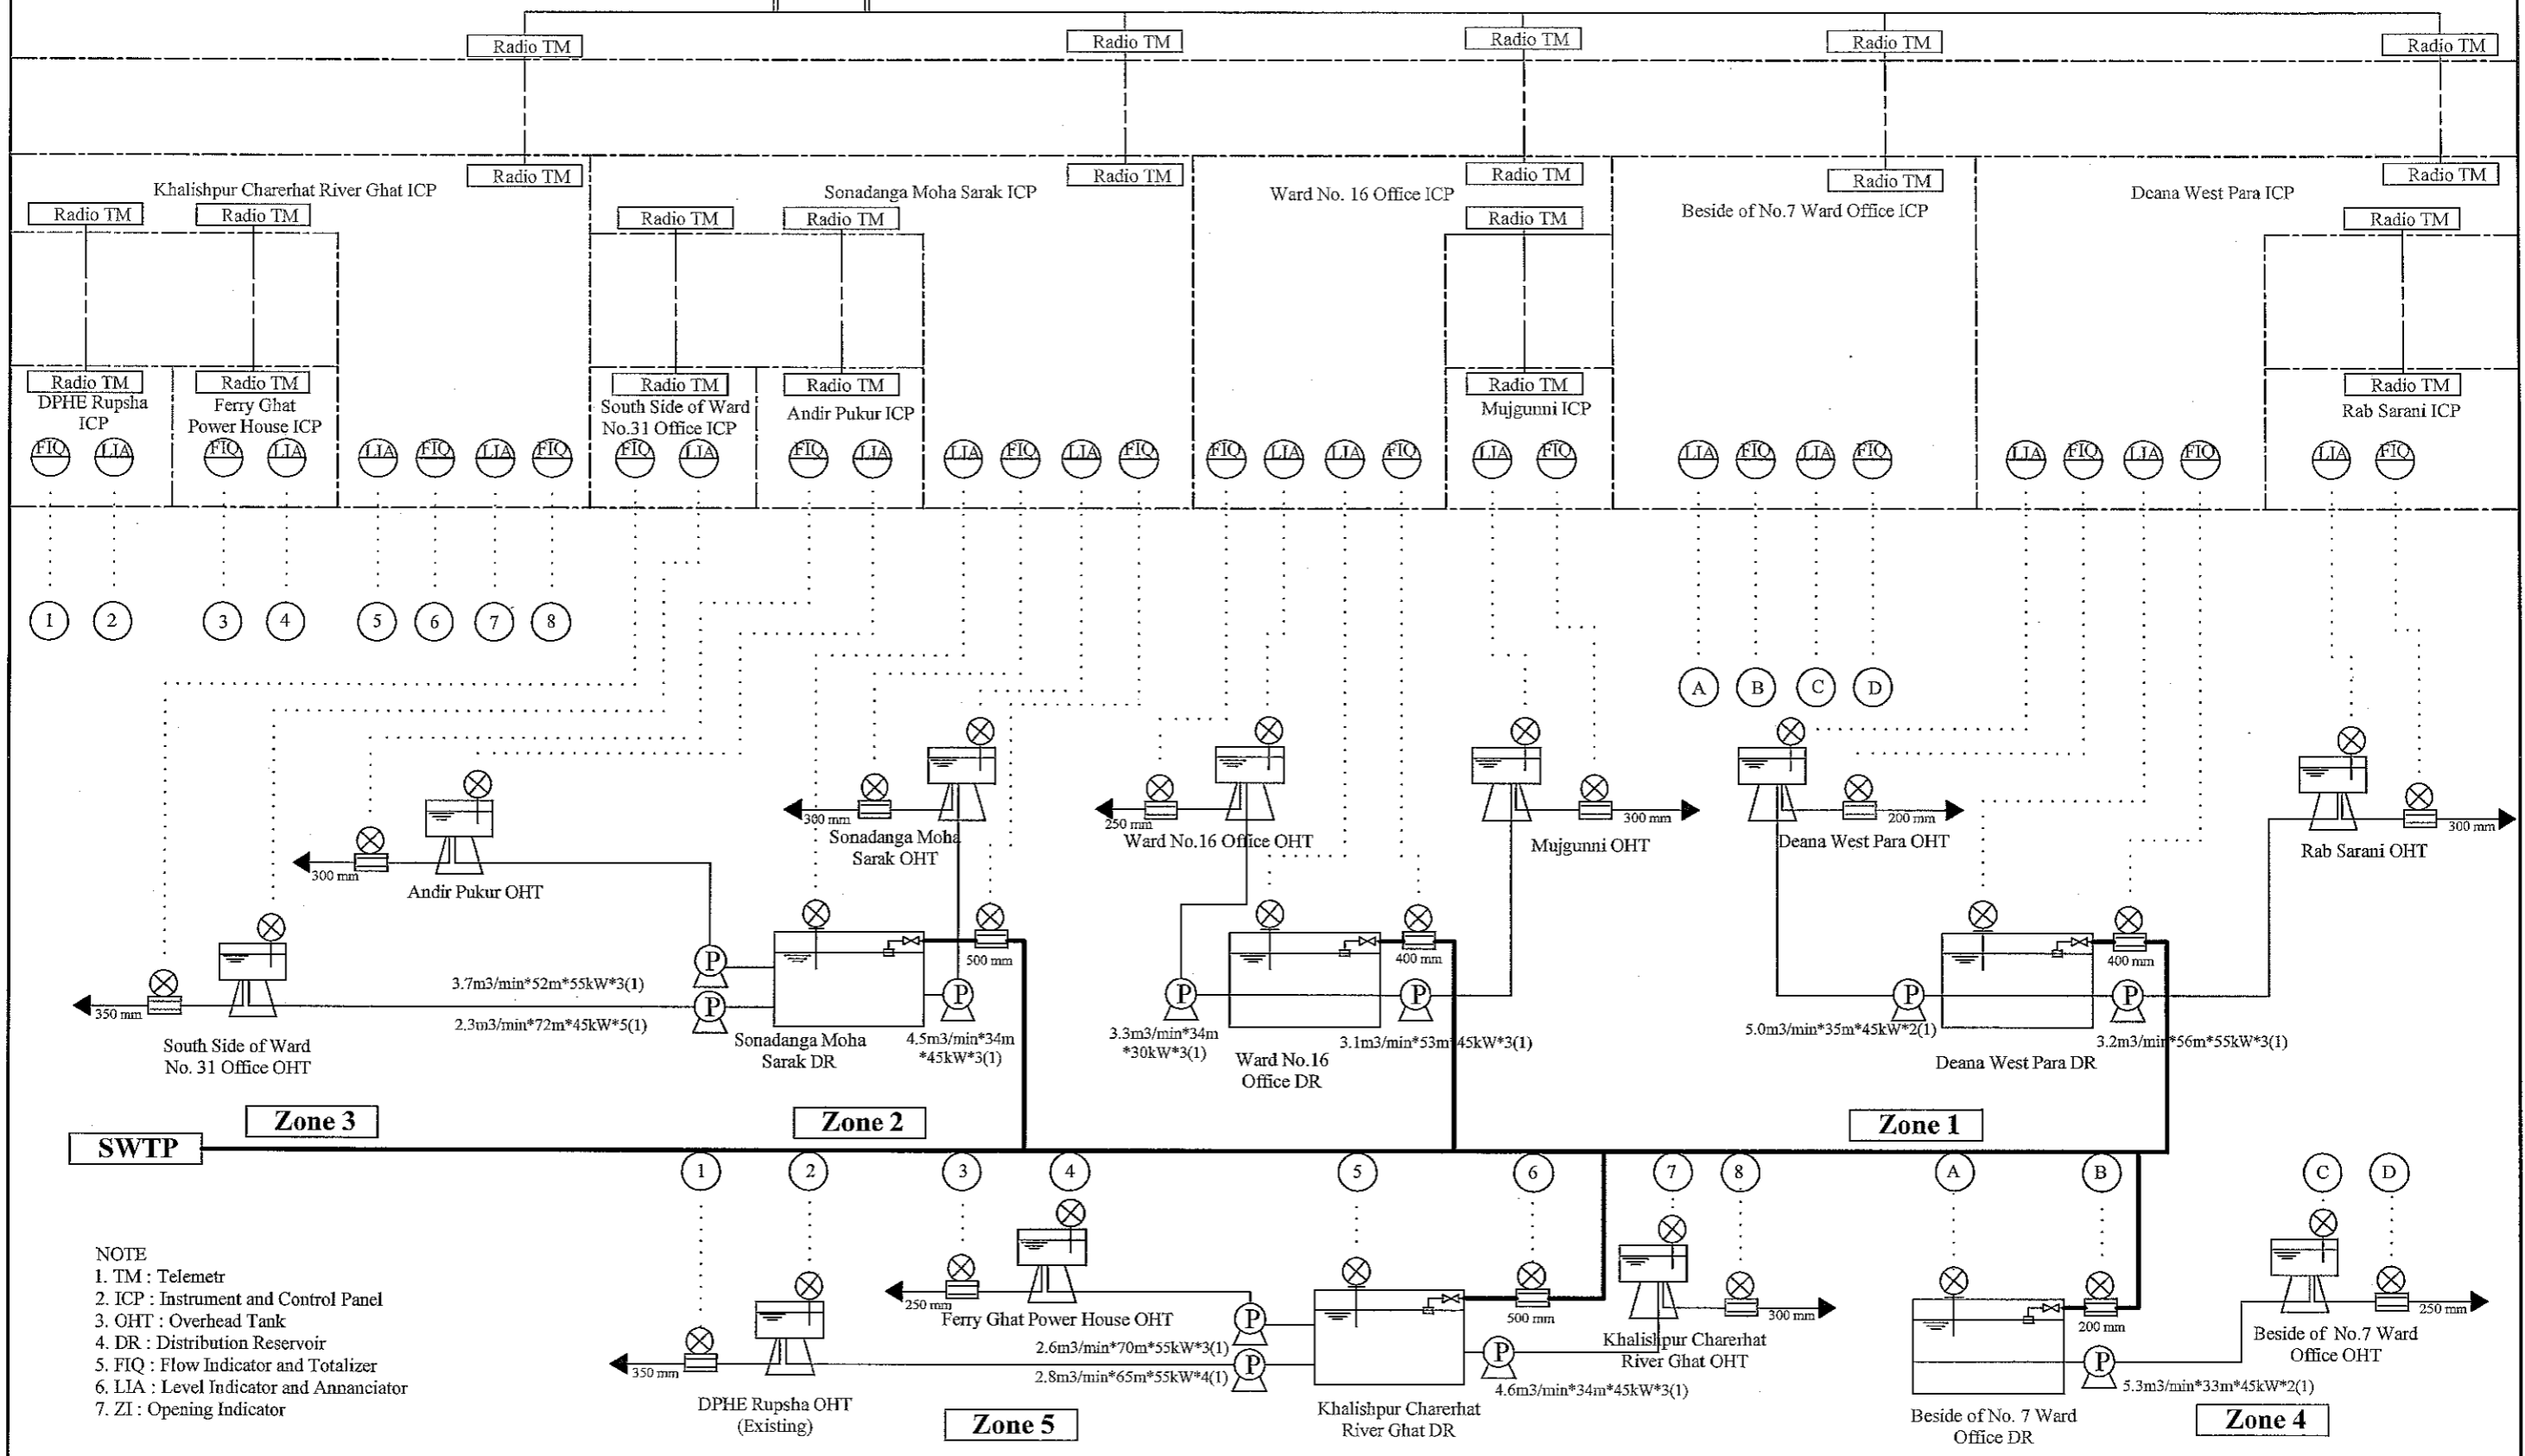 Radio TM
Radio TM
Radio TM
Radio TM
Radio TM
Khalishpur Charerhat River Ghat ICP
Radio TM
Sonadanga Moha Sarak ICP
Radio TM
Ward No. 16 Office ICP
Radio TM
Beside of No.7 Ward Office ICP
Radio TM
Deana West Para ICP
Radio TM
Radio TM
Radio TM
Radio TM
Radio TM
Radio TM
Radio TM
Radio TM
DPHE Rupsha
ICP
Radio TM
Ferry Ghat
Power House ICP
Radio TM
South Side of Ward
No.31 Office ICP
Radio TM
Andir Pukur ICP
Radio TM
Mujgunni ICP
Radio TM
Rab Sarani ICP
FIQ LIA FIQ LIA LIA FIQ LIA FIQ FIQ LIA FIQ LIA LIA FIQ LIA FIQ FIQ LIA LIA FIQ LIA FIQ LIA FIQ LIA FIQ LIA FIQ LIA FIQ LIA FIQ
1 2 3 4 5 6 7 8
A B C D
300 mm
Sonadanga Moha
Sarak OHT
250 mm
Ward No.16 Office OHT
300 mm
Mujgunni OHT
200 mm
Deana West Para OHT
300 mm
Rab Sarani OHT
300 mm
Andir Pukur OHT
350 mm
South Side of Ward
No. 31 Office OHT
3.7m3/min*52m*55kW*3(1)
2.3m3/min*72m*45kW*5(1)
P
P
Sonadanga Moha
Sarak DR
500 mm
P
4.5m3/min*34m
*45kW*3(1)
P
3.3m3/min*34m
*30kW*3(1)
Ward No.16
Office DR
400 mm
P
3.1m3/min*53m*45kW*3(1)
P
5.0m3/min*35m*45kW*2(1)
Deana West Para DR
400 mm
P
3.2m3/min*56m*55kW*3(1)
Zone 3
Zone 2
Zone 1
SWTP
1 2 3 4 5 6 7 8 A B C D
350 mm
DPHE Rupsha OHT
(Existing)
250 mm
Ferry Ghat Power House OHT
2.6m3/min*70m*55kW*3(1)
2.8m3/min*65m*55kW*4(1)
P
P
Khalishpur Charerhat
River Ghat DR
500 mm
P
4.6m3/min*34m*45kW*3(1)
Khalishpur Charerhat
River Ghat OHT
300 mm
Beside of No. 7 Ward
Office DR
200 mm
P
5.3m3/min*33m*45kW*2(1)
Beside of No.7 Ward
Office OHT
250 mm
Zone 5
Zone 4
NOTE
1. TM : Telemetr
2. ICP : Instrument and Control Panel
3. OHT : Overhead Tank
4. DR : Distribution Reservoir
5. FIQ : Flow Indicator and Totalizer
6. LIA : Level Indicator and Annanciator
7. ZI : Opening Indicator